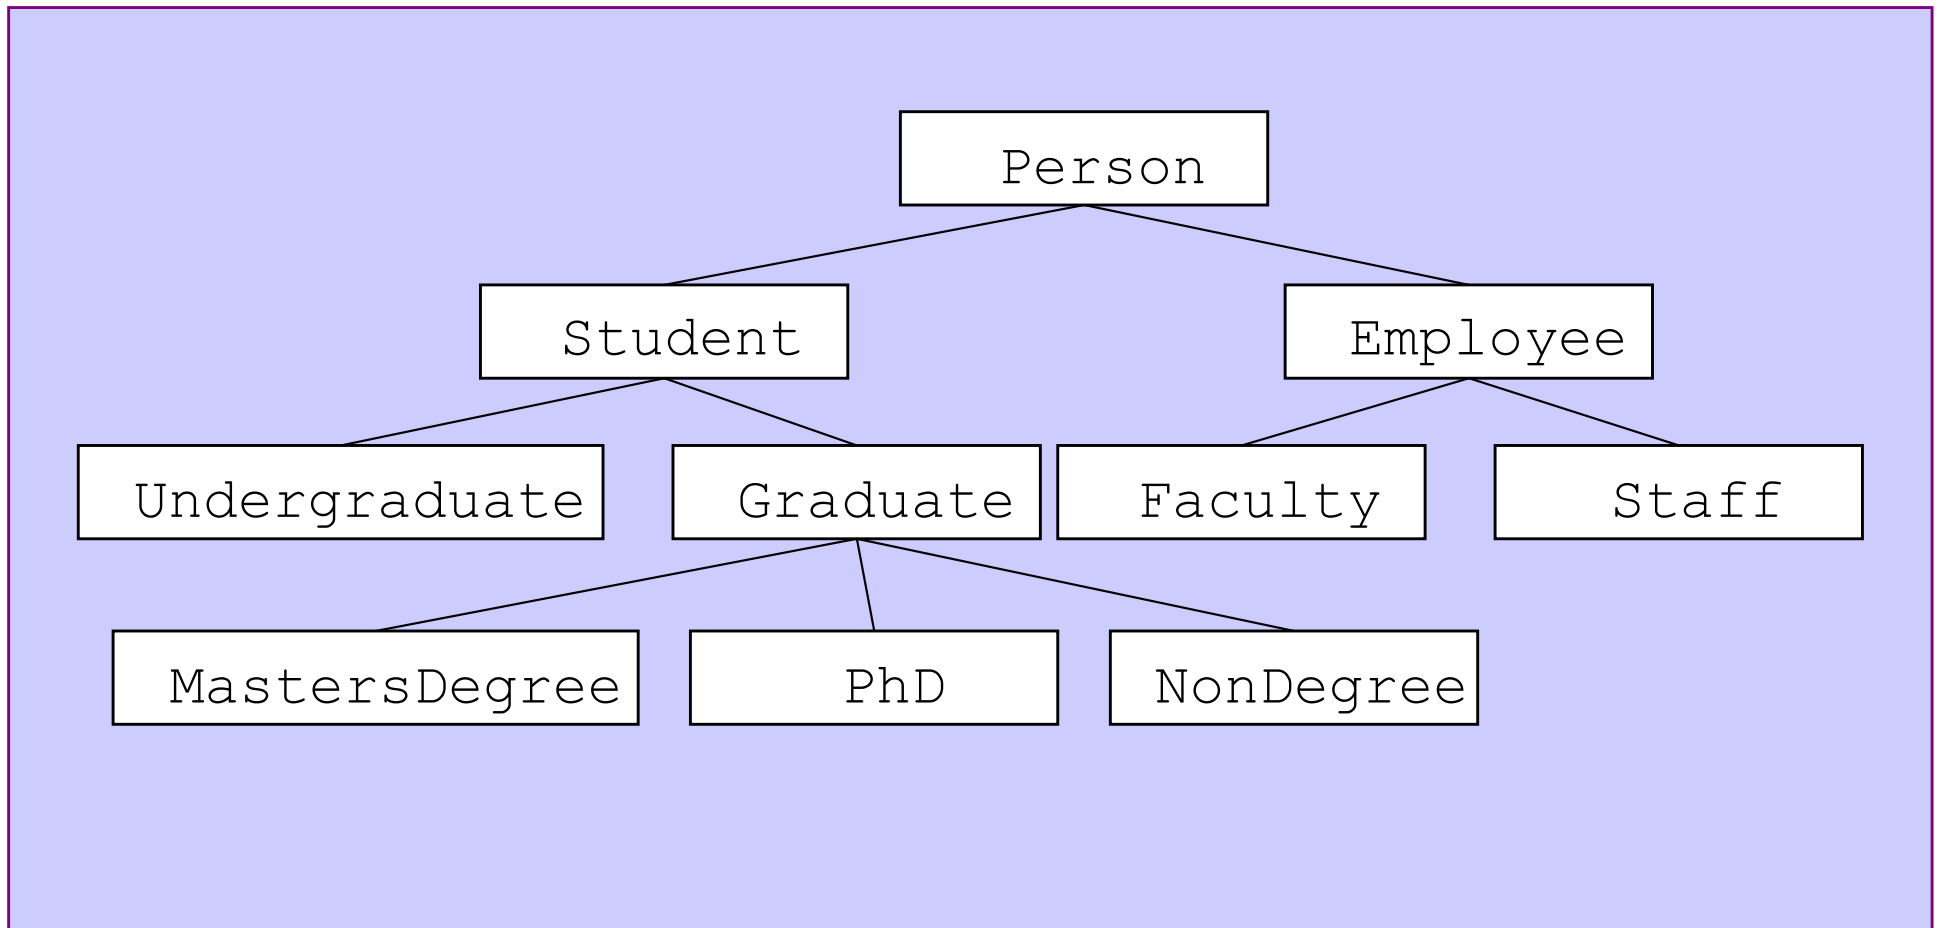 Person
Student Employee
Undergraduate Graduate Faculty Staff
MastersDegree PhD NonDegree